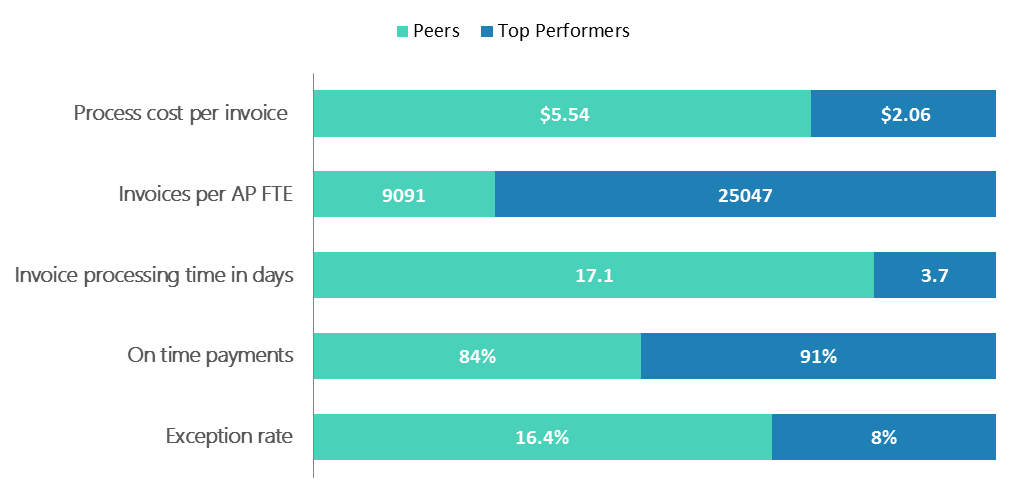 Peers Top Performers
Process cost per invoice $5.54 $2.06
Invoices per AP FTE 9091 25047
Invoice processing time in days 17.1 3.7
On time payments 84% 91%
Exception rate 16.4% 8%